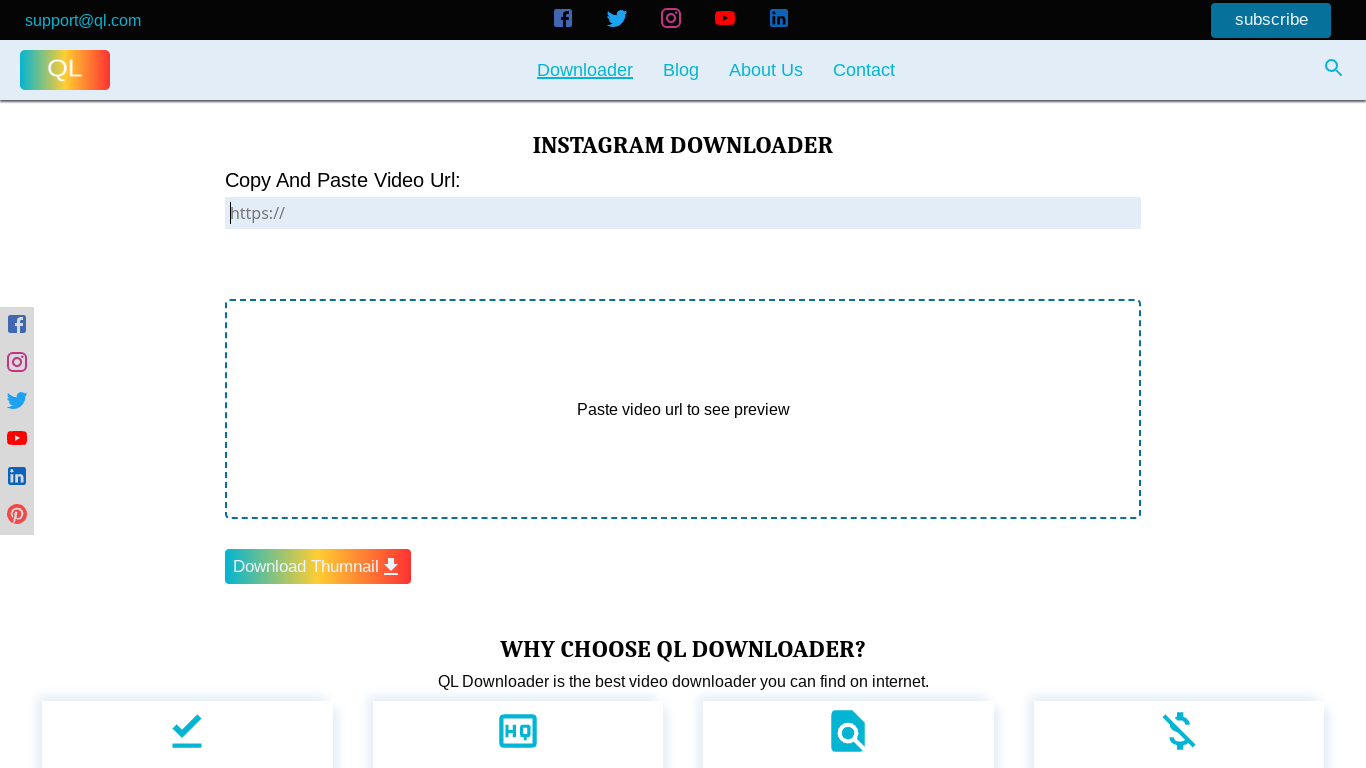 support@ql.com
subscribe
QL
Downloader
Blog
About Us
Contact
INSTAGRAM DOWNLOADER
Copy And Paste Video Url:
https://
Paste video url to see preview
Download Thumnail
WHY CHOOSE QL DOWNLOADER?
QL Downloader is the best video downloader you can find on internet.
HQ